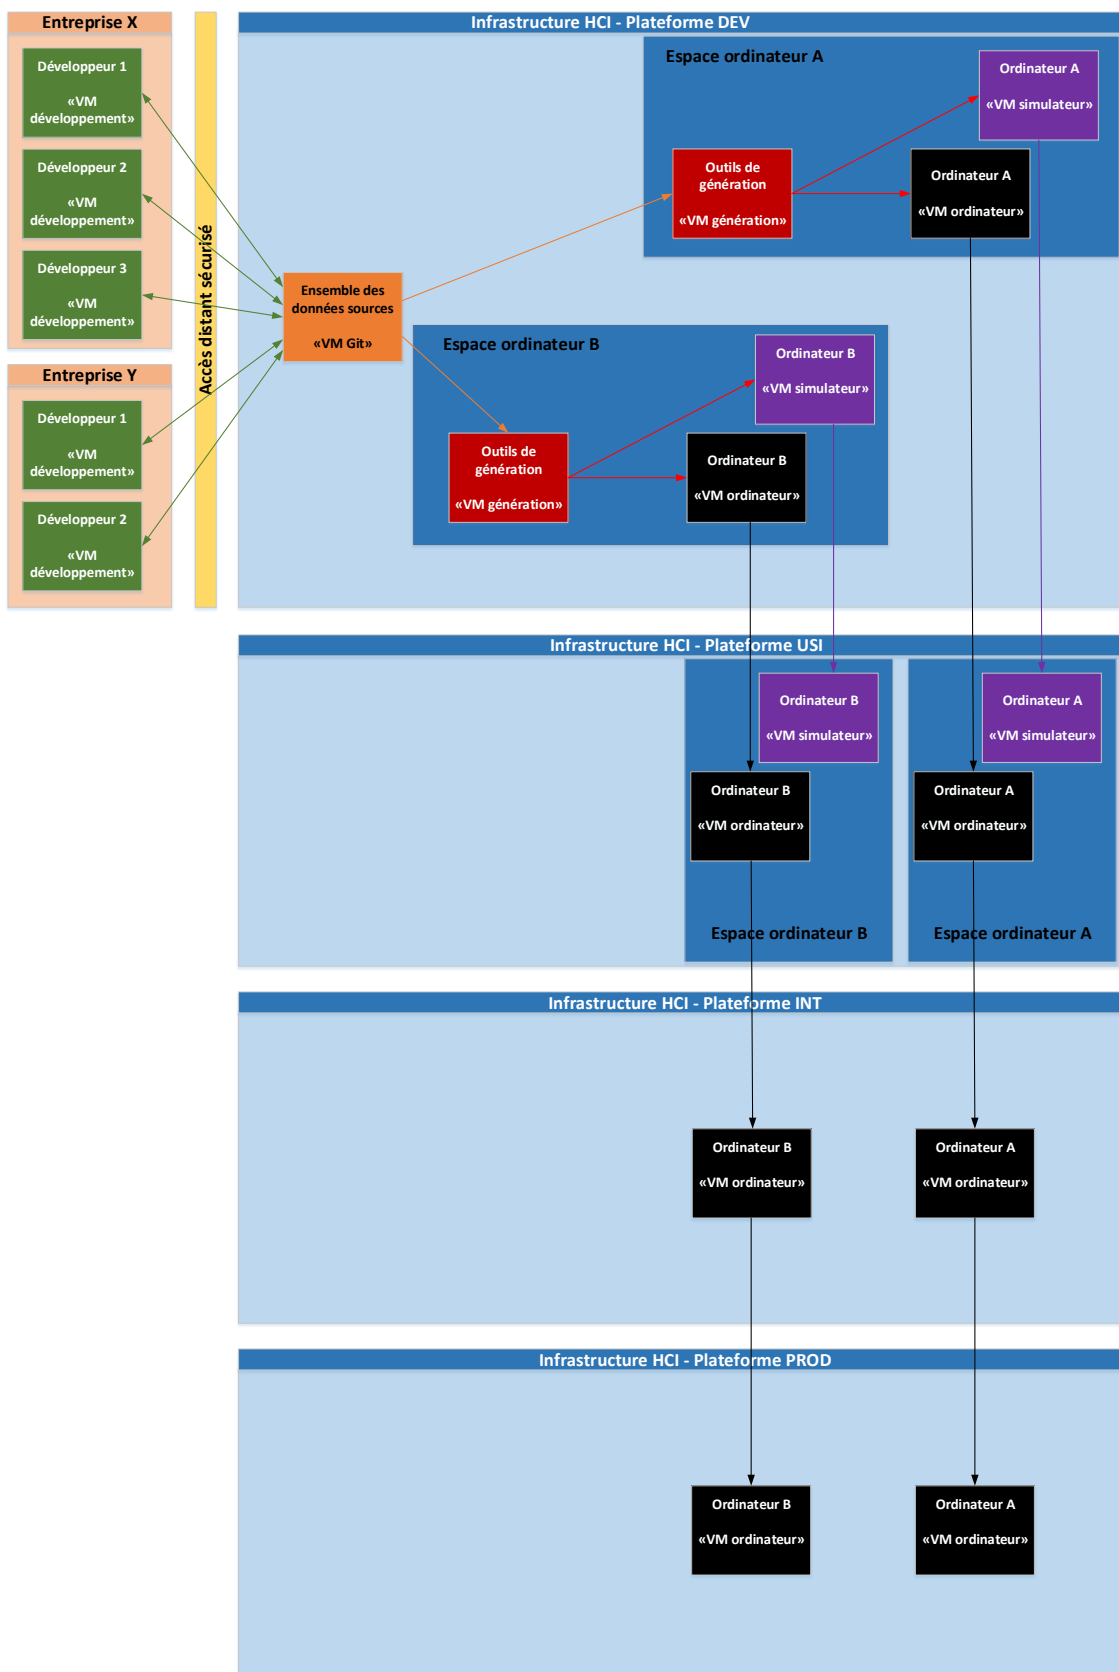 Entreprise X
Développeur 1
«VM
développement»
Développeur 2
«VM
développement»
Développeur 3
«VM
développement»
Entreprise Y
Développeur 1
«VM
développement»
Développeur 2
«VM
développement»
Accès distant sécurisé
Infrastructure HCI - Plateforme DEV
Ensemble des
données sources
«VM Git»
Espace ordinateur A
Outils de
génération
«VM génération»
Ordinateur A
«VM simulateur»
Ordinateur A
«VM ordinateur»
Espace ordinateur B
Outils de
génération
«VM génération»
Ordinateur B
«VM simulateur»
Ordinateur B
«VM ordinateur»
Infrastructure HCI - Plateforme USI
Ordinateur B
«VM simulateur»
Ordinateur B
«VM ordinateur»
Espace ordinateur B
Ordinateur A
«VM simulateur»
Ordinateur A
«VM ordinateur»
Espace ordinateur A
Infrastructure HCI - Plateforme INT
Ordinateur B
«VM ordinateur»
Ordinateur A
«VM ordinateur»
Infrastructure HCI - Plateforme PROD
Ordinateur B
«VM ordinateur»
Ordinateur A
«VM ordinateur»